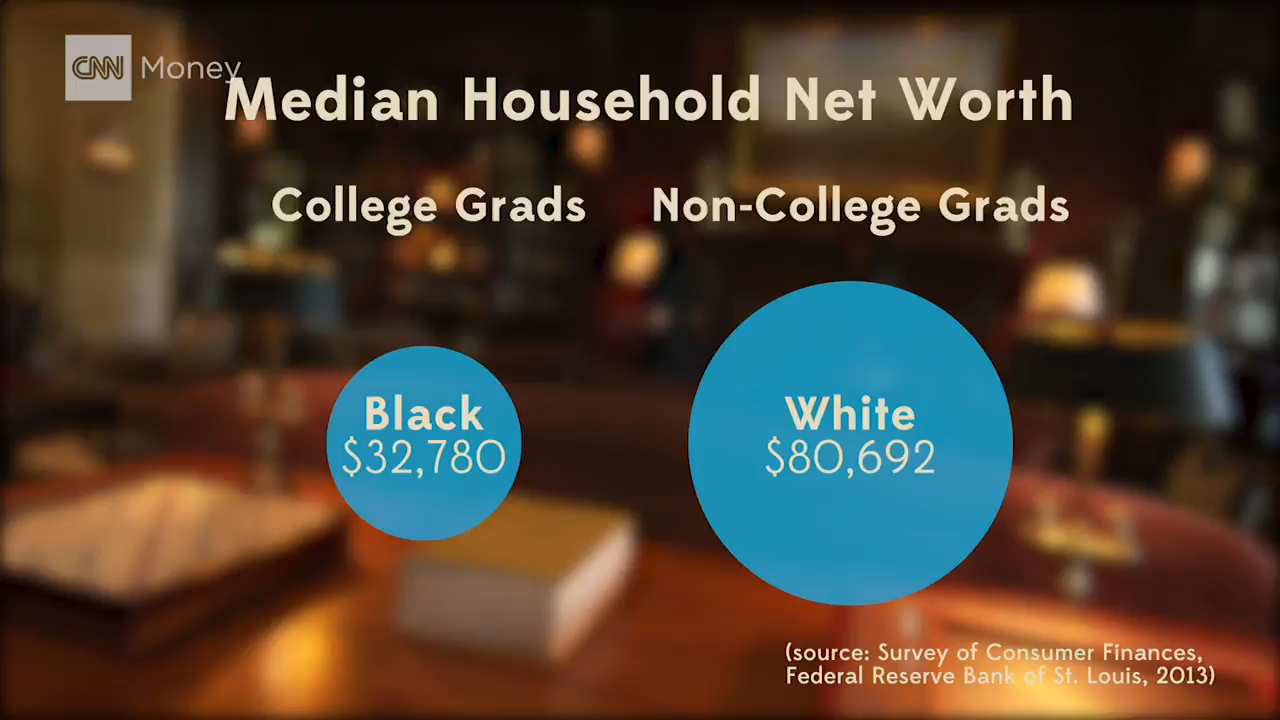 CNN Money
Median Household Net Worth
College Grads
Non-College Grads
Black
$32,780
White
$80,692
(source: Survey of Consumer Finances,
Federal Reserve Bank of St. Louis, 2013)